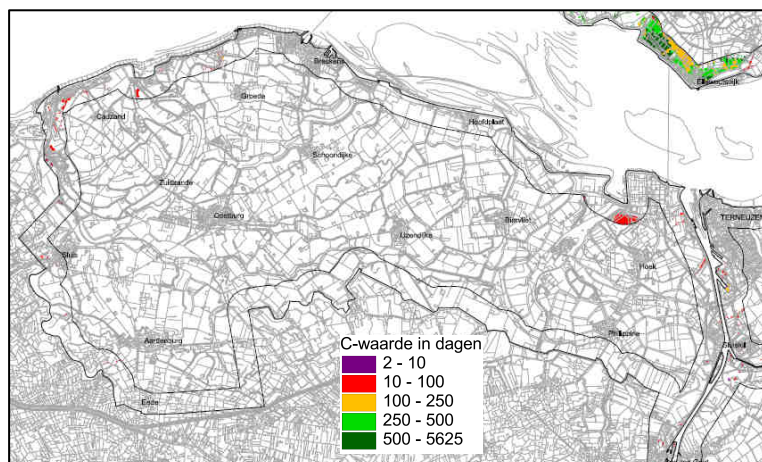 Breskens
Ellewoutsdijk
Groede
Cadzand
Hoofdplaat
Schoondijke
Zuidzande
Oostburg
Biervliet
TERNEUZEN
IJzendijke
Sluis
Hoek
Philippine
Aardenburg
Sluiskil
Eede
C-waarde in dagen
2 - 10
10 - 100
100 - 250
250 - 500
500 - 5625